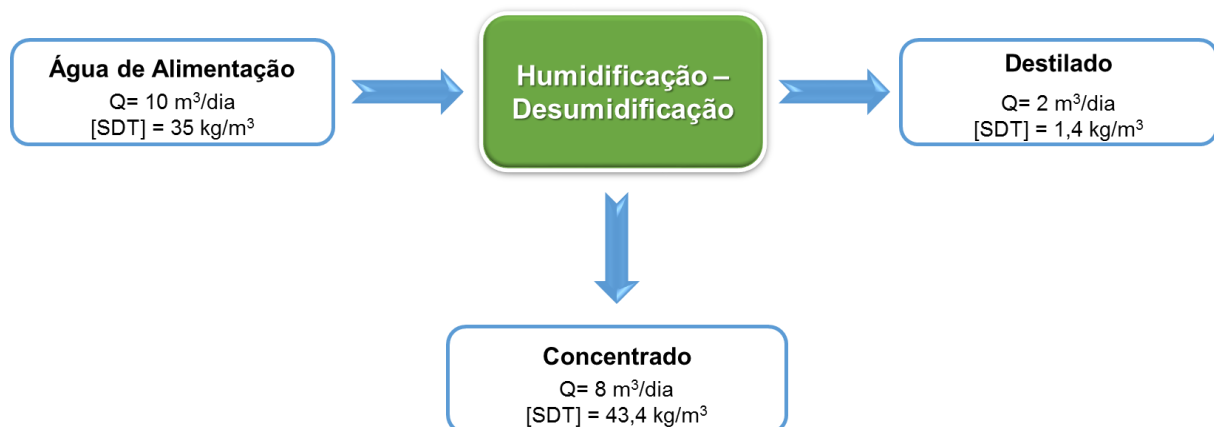 Água de Alimentação
Q= 10 m³/dia
[SDT] = 35 kg/m³
Humidificação –
Desumidificação
Destilado
Q= 2 m³/dia
[SDT] = 1,4 kg/m³
Concentrado
Q= 8 m³/dia
[SDT] = 43,4 kg/m³